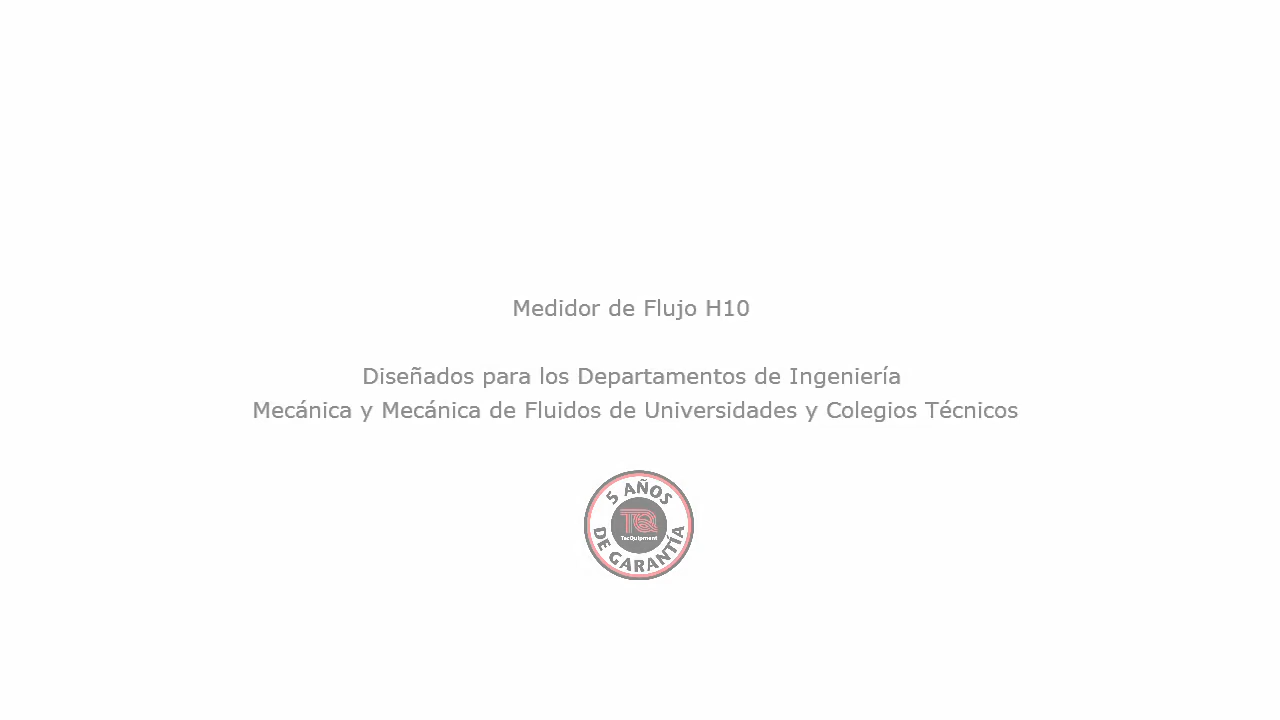 Medidor de Flujo H10
Diseñados para los Departamentos de Ingeniería
Mecánica y Mecánica de Fluidos de Universidades y Colegios Técnicos
5 AÑOS
TQ
TecQuipment
DE GARANTÍA